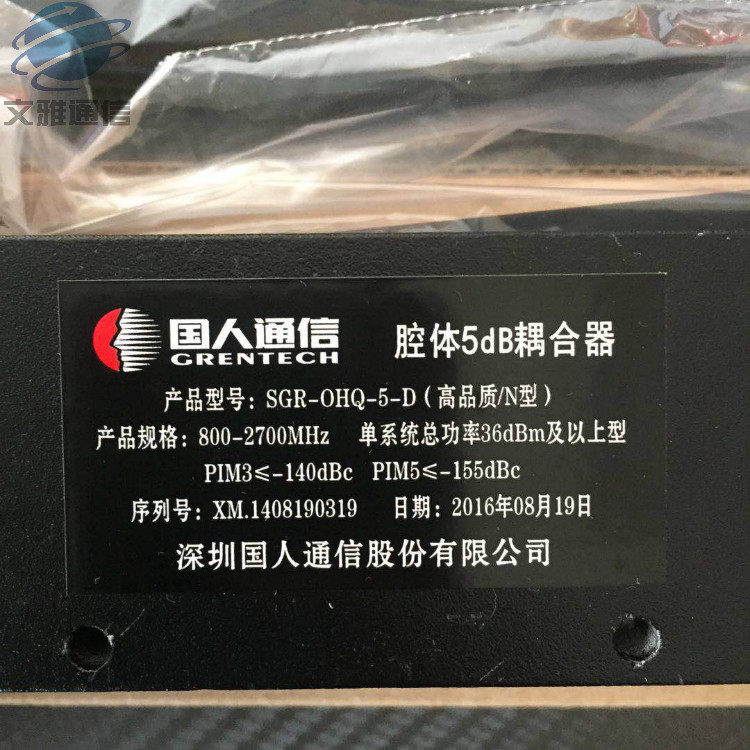 文雅通信
国人通信 腔体5dB耦合器
GRENTECH
产品型号: SGR-OHQ-5-D(高品质/N型)
产品规格: 800-2700MHz 单系统总功率36dBm及以上型
PIM3≤-140dBc PIM5≤-155dBc
序列号: XM.1408190319 日期: 2016年08月19日
深圳国人通信股份有限公司